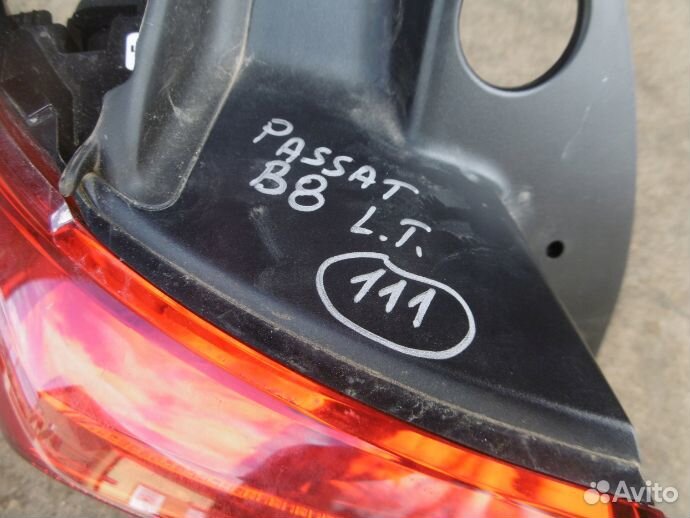 PASSAT
B8 L.T.
111
Avito